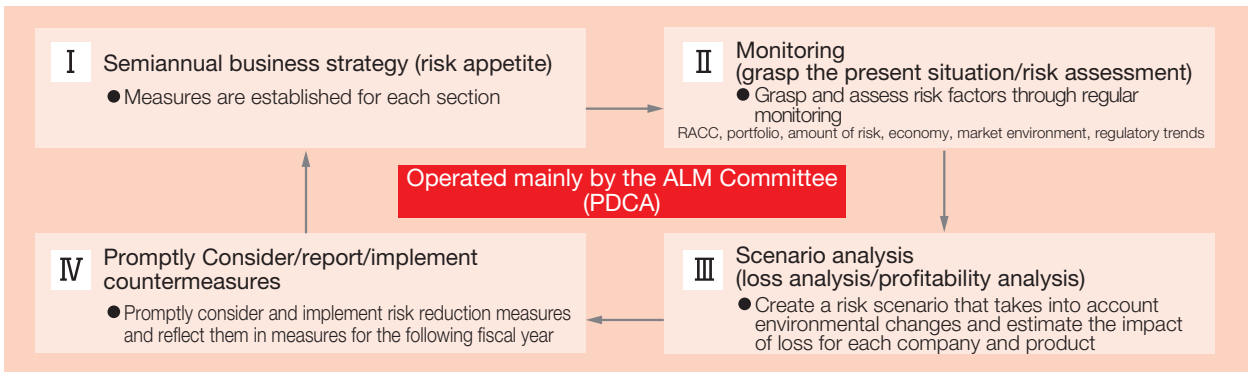 Ⅰ
Semiannual business strategy (risk appetite)
● Measures are established for each section
Ⅱ
Monitoring
(grasp the present situation/risk assessment)
● Grasp and assess risk factors through regular
monitoring
RACC, portfolio, amount of risk, economy, market environment, regulatory trends
Operated mainly by the ALM Committee
(PDCA)
Ⅳ
Promptly Consider/report/implement
countermeasures
● Promptly consider and implement risk reduction measures
and reflect them in measures for the following fiscal year
Ⅲ
Scenario analysis
(loss analysis/profitability analysis)
● Create a risk scenario that takes into account
environmental changes and estimate the impact
of loss for each company and product